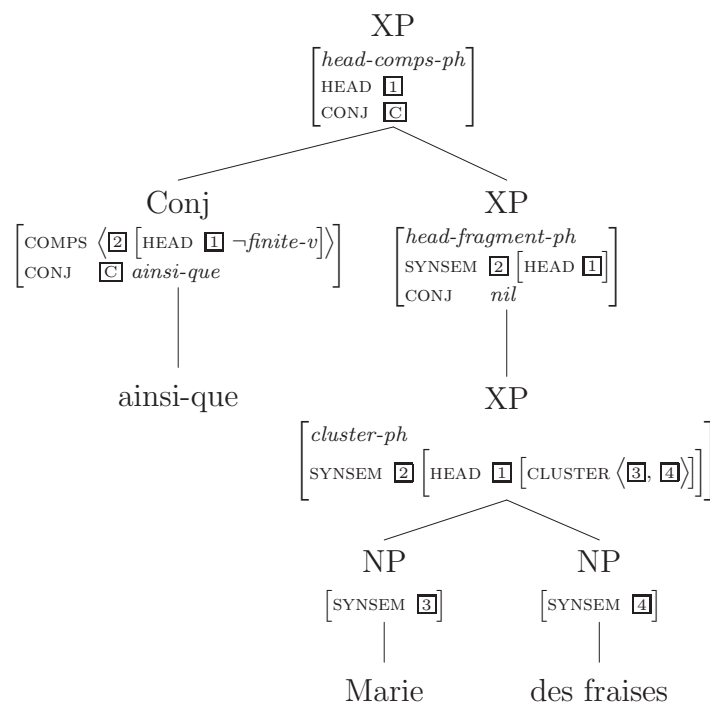 XP
[head-comps-ph
HEAD 1
CONJ C]
Conj XP
[COMPS ⟨2 [HEAD 1 ¬finite-v]⟩
CONJ C ainsi-que]
[head-fragment-ph
SYNSEM 2 [HEAD 1]
CONJ nil]
ainsi-que
XP
[cluster-ph
SYNSEM 2 [HEAD 1 [CLUSTER ⟨3, 4⟩]]]
NP NP
[SYNSEM 3] [SYNSEM 4]
Marie des fraises